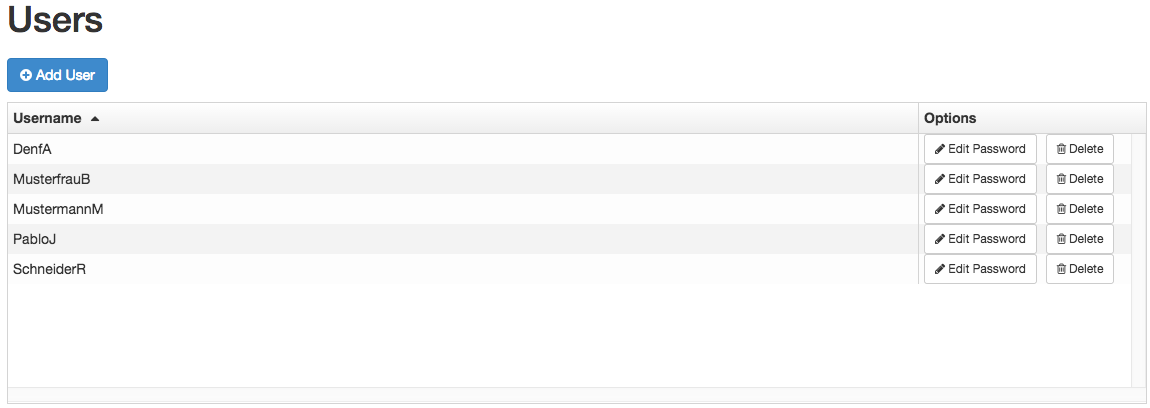 Users
Add User
Username Options
DenfA Edit Password Delete
MusterfrauB Edit Password Delete
MustermannM Edit Password Delete
PabloJ Edit Password Delete
SchneiderR Edit Password Delete